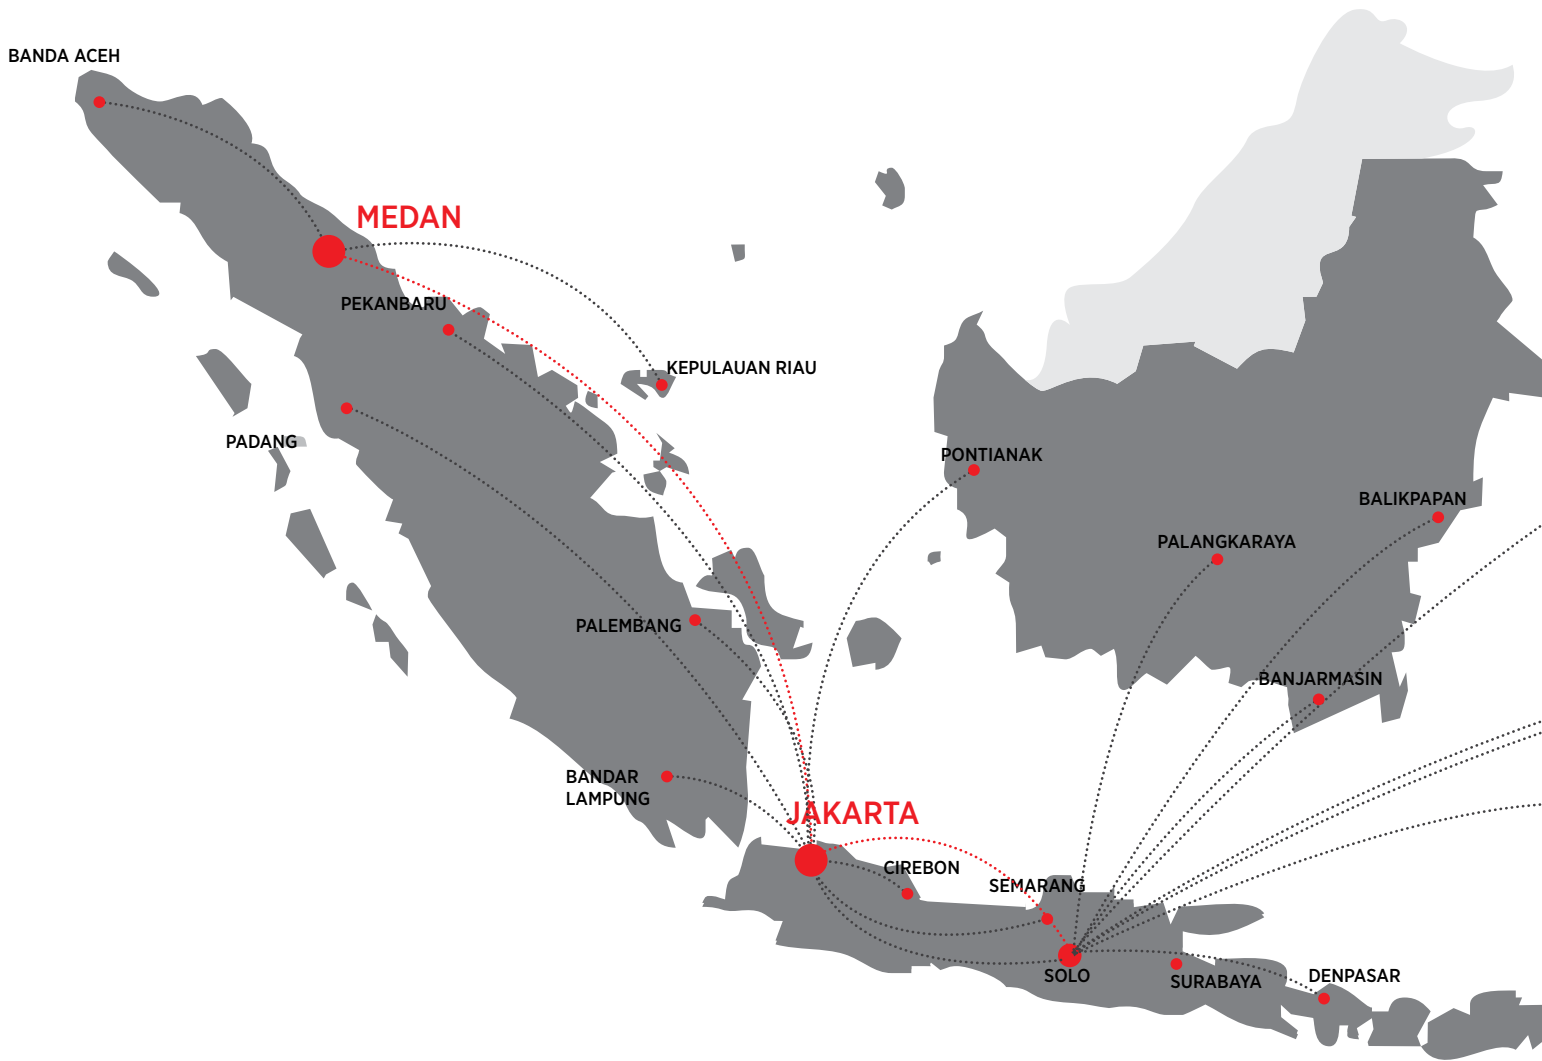 BANDA ACEH
MEDAN
PEKANBARU
KEPULAUAN RIAU
PADANG
PONTIANAK
BALIKPAPAN
PALANGKARAYA
PALEMBANG
BANJARMASIN
BANDAR
LAMPUNG
JAKARTA
CIREBON
SEMARANG
SOLO
SURABAYA
DENPASAR